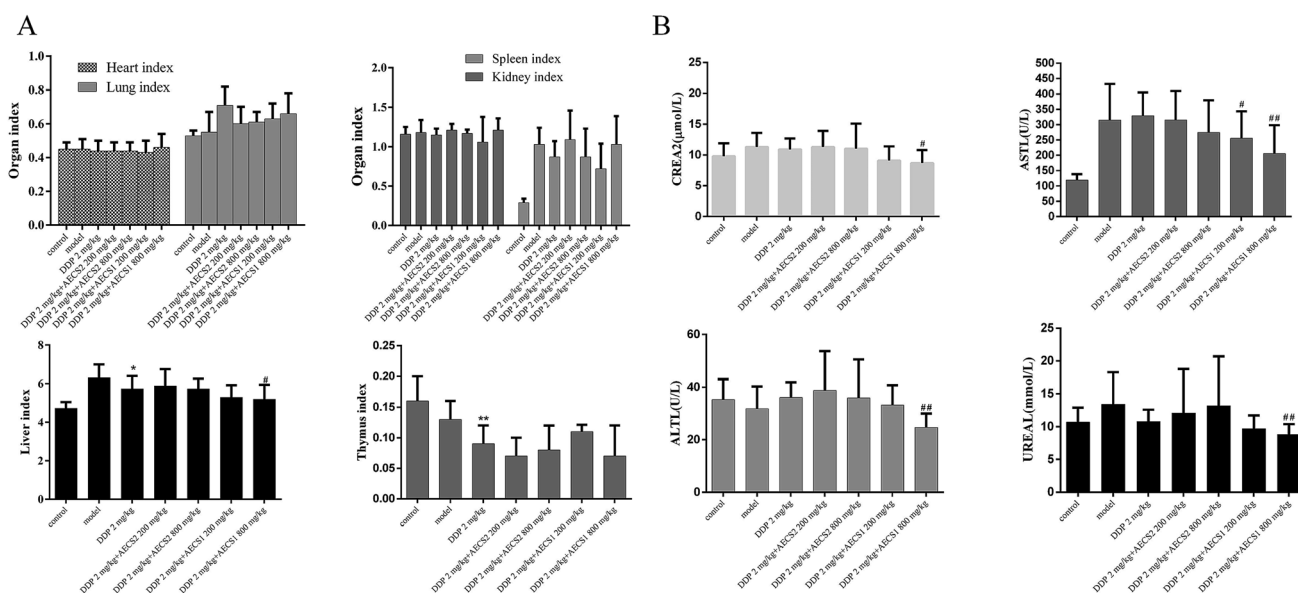 A
B
Organ index
1.0
0.8
0.6
0.4
0.2
0.0
Heart index
Lung index
control
model
DDP 2 mg/kg
DDP 2 mg/kg+AECS2 200 mg/kg
DDP 2 mg/kg+AECS2 800 mg/kg
DDP 2 mg/kg+AECS1 200 mg/kg
DDP 2 mg/kg+AECS1 800 mg/kg
control
model
DDP 2 mg/kg
DDP 2 mg/kg+AECS2 200 mg/kg
DDP 2 mg/kg+AECS2 800 mg/kg
DDP 2 mg/kg+AECS1 200 mg/kg
DDP 2 mg/kg+AECS1 800 mg/kg
Organ index
2.0
1.5
1.0
0.5
0.0
Spleen index
Kidney index
control
model
DDP 2 mg/kg
DDP 2 mg/kg+AECS2 200 mg/kg
DDP 2 mg/kg+AECS2 800 mg/kg
DDP 2 mg/kg+AECS1 200 mg/kg
DDP 2 mg/kg+AECS1 800 mg/kg
control
model
DDP 2 mg/kg
DDP 2 mg/kg+AECS2 200 mg/kg
DDP 2 mg/kg+AECS2 800 mg/kg
DDP 2 mg/kg+AECS1 200 mg/kg
DDP 2 mg/kg+AECS1 800 mg/kg
CREA2(μmol/L)
25
20
15
10
5
0
#
control
model
DDP 2 mg/kg
DDP 2 mg/kg+AECS2 200 mg/kg
DDP 2 mg/kg+AECS2 800 mg/kg
DDP 2 mg/kg+AECS1 200 mg/kg
DDP 2 mg/kg+AECS1 800 mg/kg
ASTL(U/L)
500
450
400
350
300
250
200
150
100
50
0
#
##
control
model
DDP 2 mg/kg
DDP 2 mg/kg+AECS2 200 mg/kg
DDP 2 mg/kg+AECS2 800 mg/kg
DDP 2 mg/kg+AECS1 200 mg/kg
DDP 2 mg/kg+AECS1 800 mg/kg
Liver index
8
6
4
2
0
*
#
control
model
DDP 2 mg/kg
DDP 2 mg/kg+AECS2 200 mg/kg
DDP 2 mg/kg+AECS2 800 mg/kg
DDP 2 mg/kg+AECS1 200 mg/kg
DDP 2 mg/kg+AECS1 800 mg/kg
Thymus index
0.25
0.20
0.15
0.10
0.05
0.00
**
control
model
DDP 2 mg/kg
DDP 2 mg/kg+AECS2 200 mg/kg
DDP 2 mg/kg+AECS2 800 mg/kg
DDP 2 mg/kg+AECS1 200 mg/kg
DDP 2 mg/kg+AECS1 800 mg/kg
ALTL(U/L)
60
40
20
0
##
control
model
DDP 2 mg/kg
DDP 2 mg/kg+AECS2 200 mg/kg
DDP 2 mg/kg+AECS2 800 mg/kg
DDP 2 mg/kg+AECS1 200 mg/kg
DDP 2 mg/kg+AECS1 800 mg/kg
UREAL(mmol/L)
25
20
15
10
5
0
##
control
model
DDP 2 mg/kg
DDP 2 mg/kg+AECS2 200 mg/kg
DDP 2 mg/kg+AECS2 800 mg/kg
DDP 2 mg/kg+AECS1 200 mg/kg
DDP 2 mg/kg+AECS1 800 mg/kg